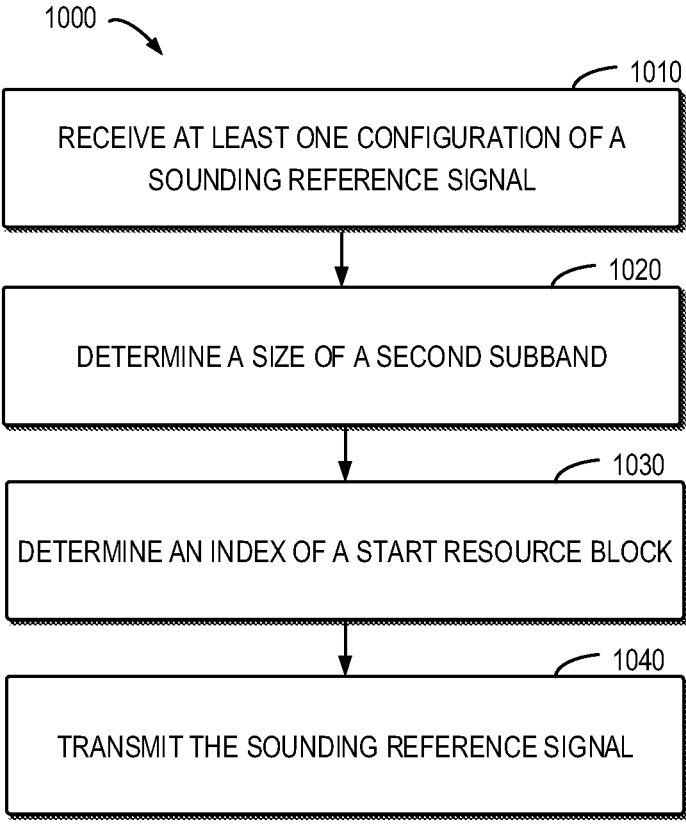 1000
1010
RECEIVE AT LEAST ONE CONFIGURATION OF A
SOUNDING REFERENCE SIGNAL
1020
DETERMINE A SIZE OF A SECOND SUBBAND
1030
DETERMINE AN INDEX OF A START RESOURCE BLOCK
1040
TRANSMIT THE SOUNDING REFERENCE SIGNAL